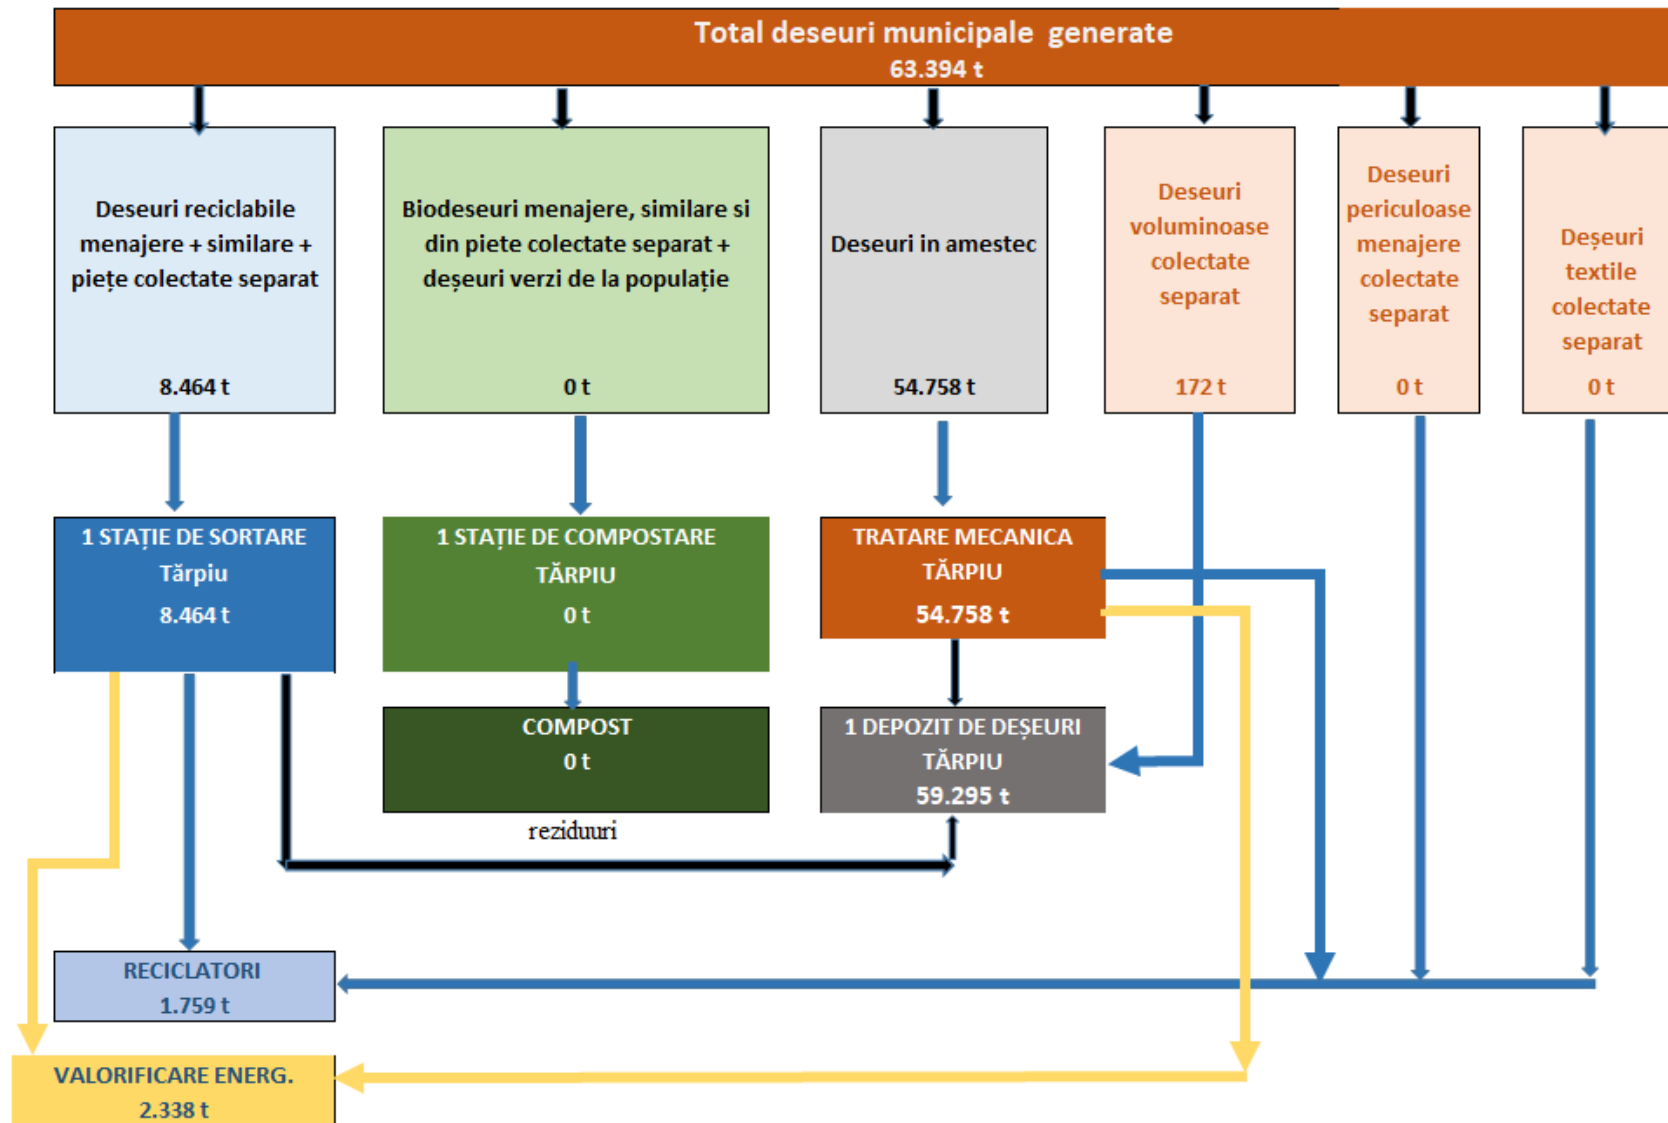 Total deseuri municipale generate
63.394 t
Deseuri reciclabile
menajere + similare +
piețe colectate separat
8.464 t
Biodeseuri menajere, similare si
din piete colectate separat +
deșeuri verzi de la populație
0 t
Deseuri in amestec
54.758 t
Deseuri
voluminoase
colectate
separat
172 t
Deseuri
periculoase
menajere
colectate
separat
0 t
Deșeuri
textile
colectate
separat
0 t
1 STAȚIE DE SORTARE
Tărpiu
8.464 t
1 STAȚIE DE COMPOSTARE
TĂRPIU
0 t
TRATARE MECANICA
TĂRPIU
54.758 t
COMPOST
0 t
1 DEPOZIT DE DEȘEURI
TĂRPIU
59.295 t
reziduuri
RECICLATORI
1.759 t
VALORIFICARE ENERG.
2.338 t